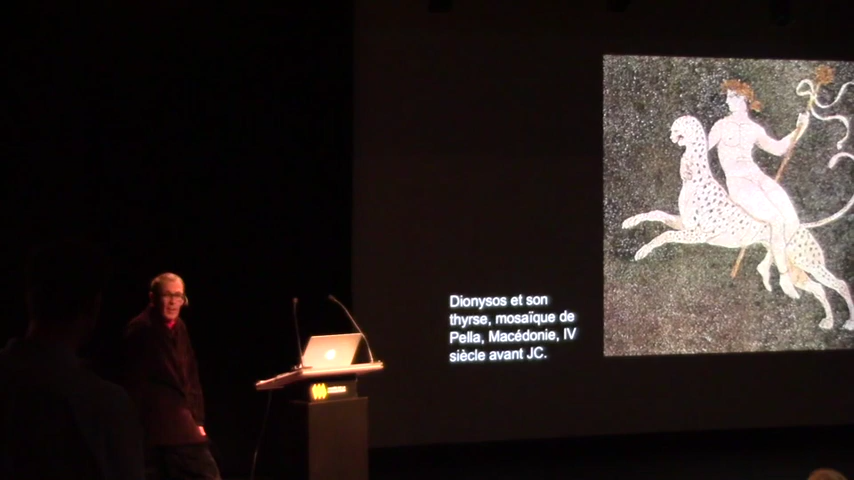 Dionysos et son
thyrse, mosaïque de
Pella, Macédonie, IV
siècle avant JC.